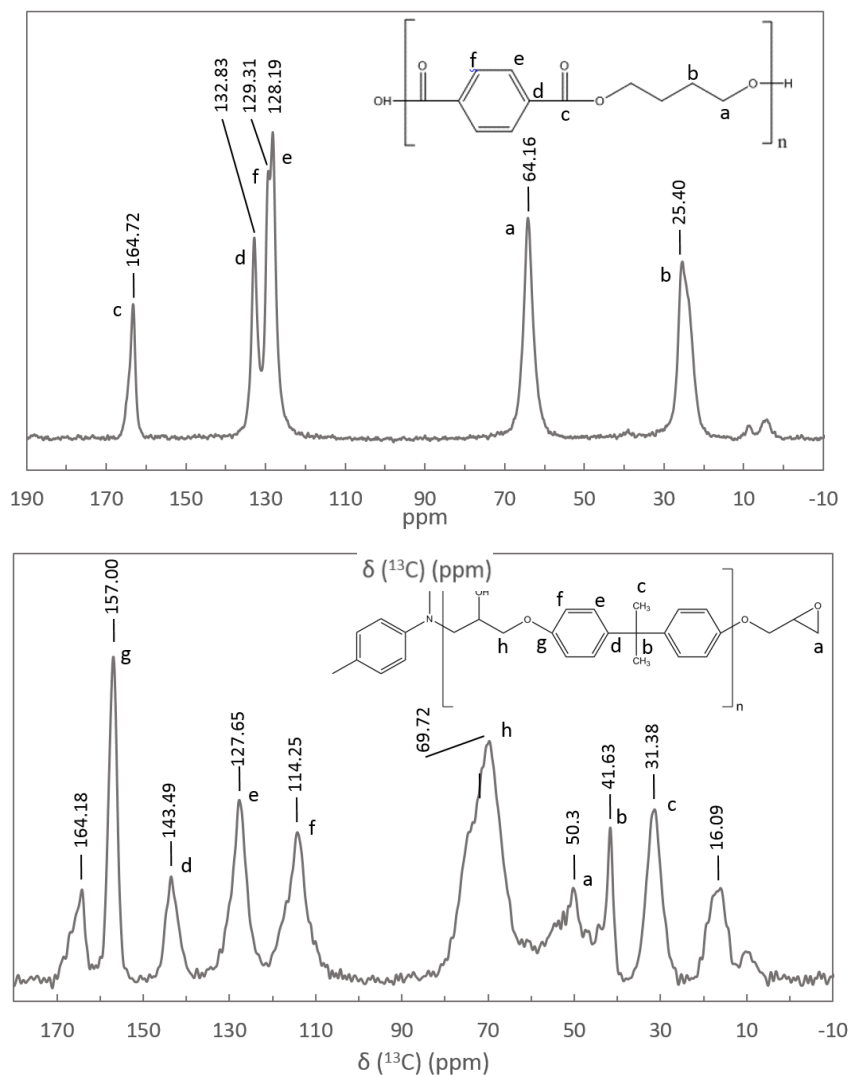 132.83
129.31
128.19
164.72
64.16
25.40
c
d
f
e
a
b
O
f
e
O
b
OH
d
c
O
a
O
H
n
190
170
150
130
110
90
70
50
30
10
-10
ppm
δ (¹³C) (ppm)
164.18
157.00
143.49
127.65
114.25
69.72
50.3
41.63
31.38
16.09
g
d
e
f
h
a
b
c
N
OH
h
O
g
f
e
d
c
CH₃
b
CH₃
n
O
O
a
170
150
130
110
90
70
50
30
10
-10
δ (¹³C) (ppm)